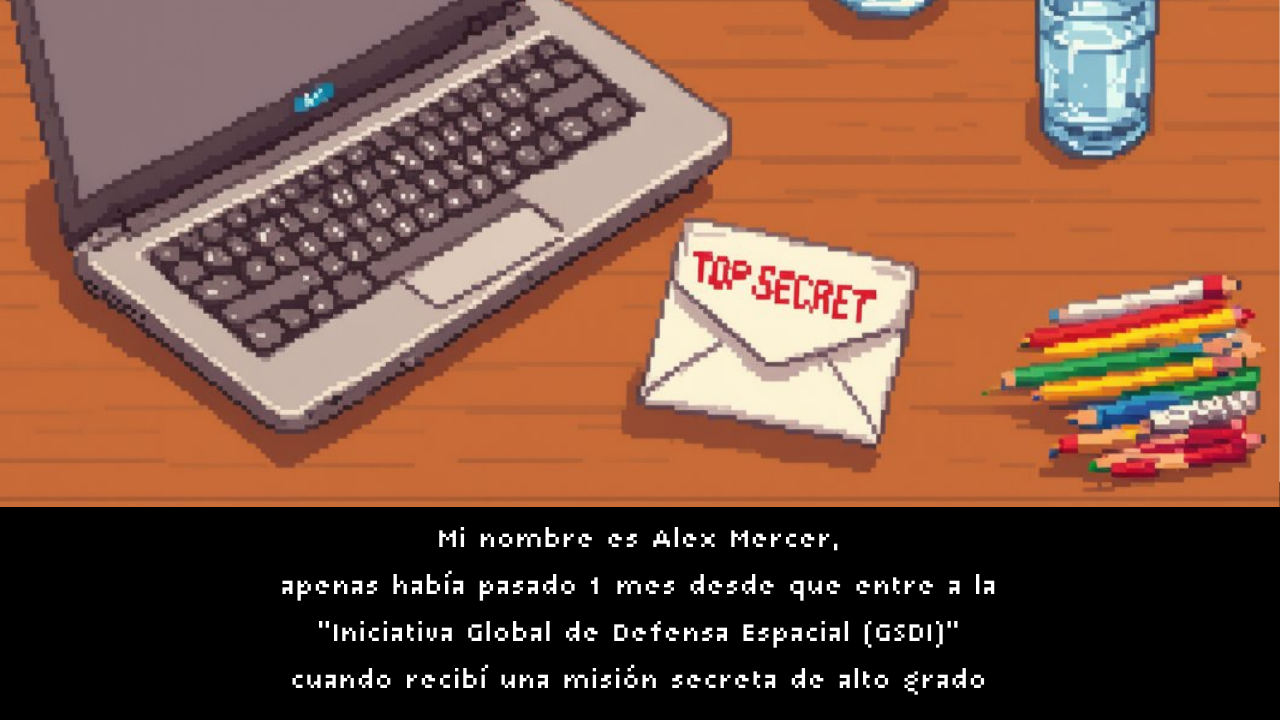 TOP SECRET
Mi nombre es Alex Mercer,
apenas había pasado 1 mes desde que entre a la
"Iniciativa Global de Defensa Espacial (GSDI)"
cuando recibí una misión secreta de alto grado